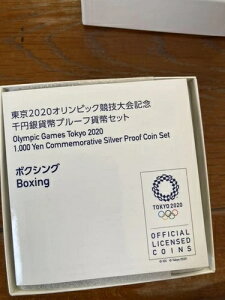 東京2020オリンピック競技大会記念
千円銀貨幣プルーフ貨幣セット
Olympic Games Tokyo 2020
1,000 Yen Commemorative Silver Proof Coin Set
ボクシング
Boxing
TOKYO 2020
OFFICIAL
LICENSED
COINS